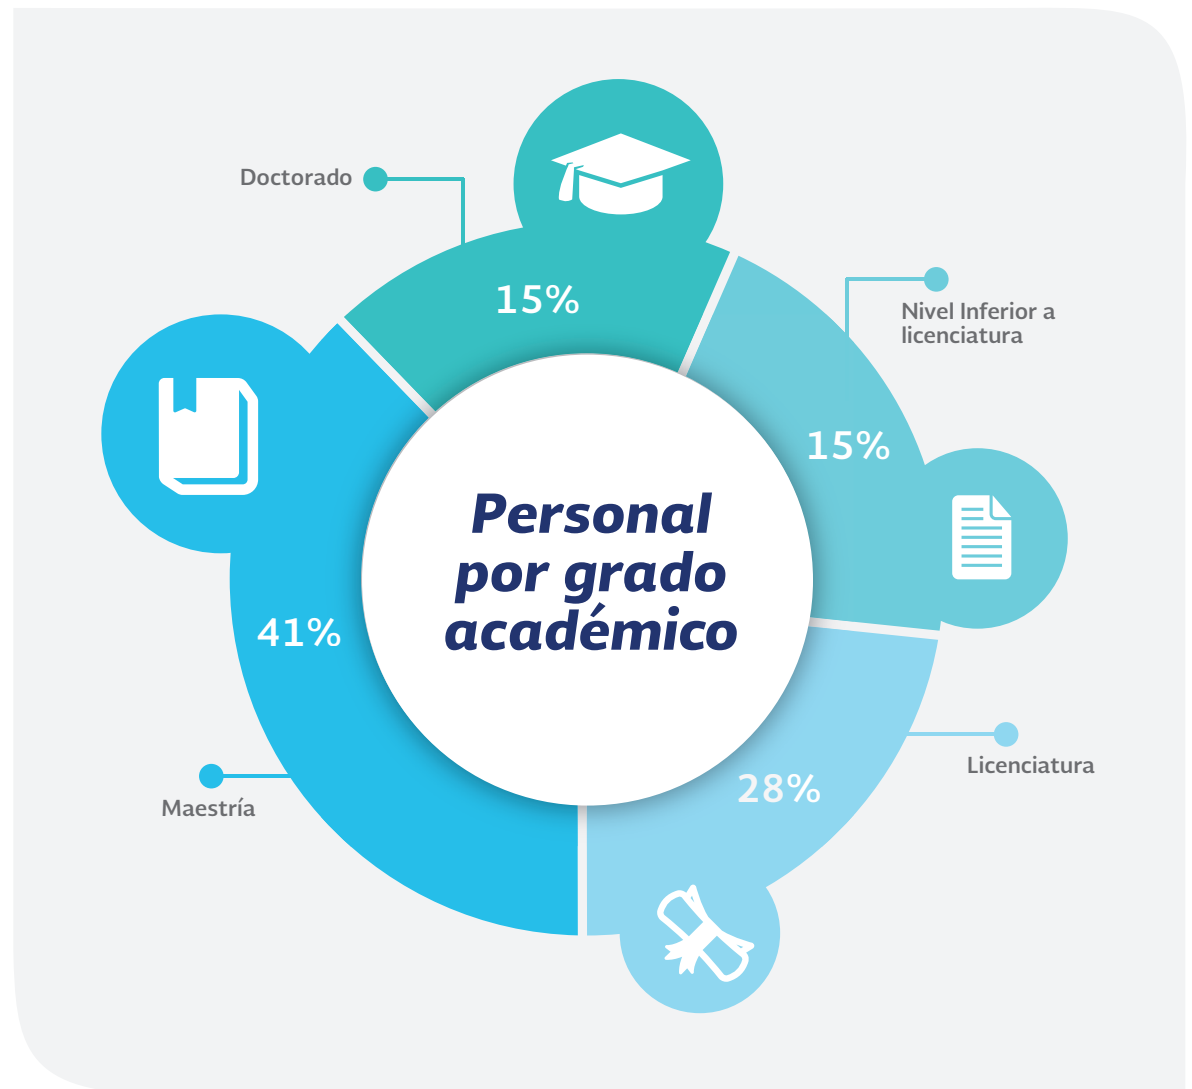 Doctorado
15%
Nivel Inferior a
licenciatura
15%
Personal
por grado
académico
41%
Licenciatura
28%
Maestría